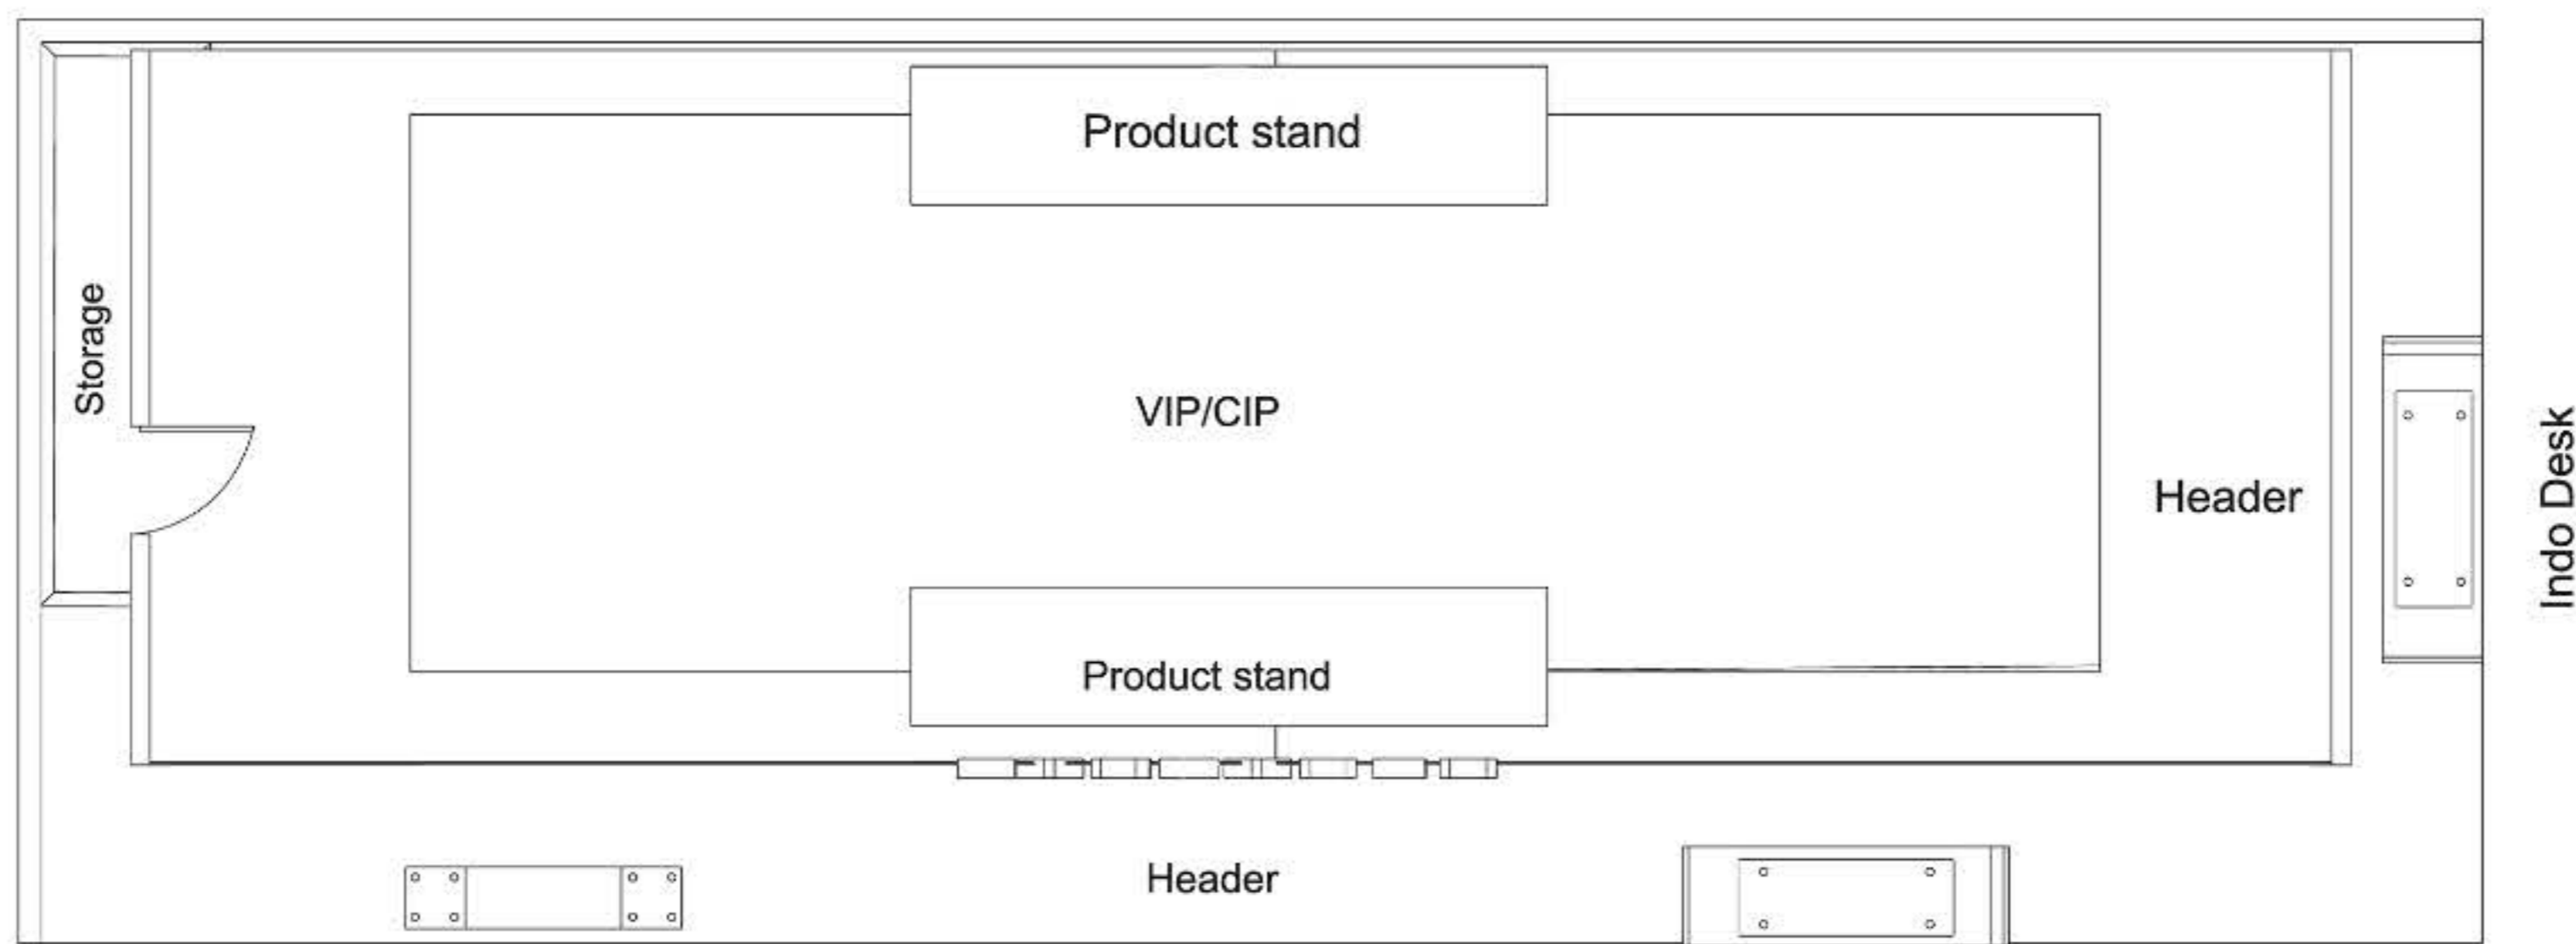 Product stand
Storage
VIP/CIP
Header
Indo Desk
Product stand
Header